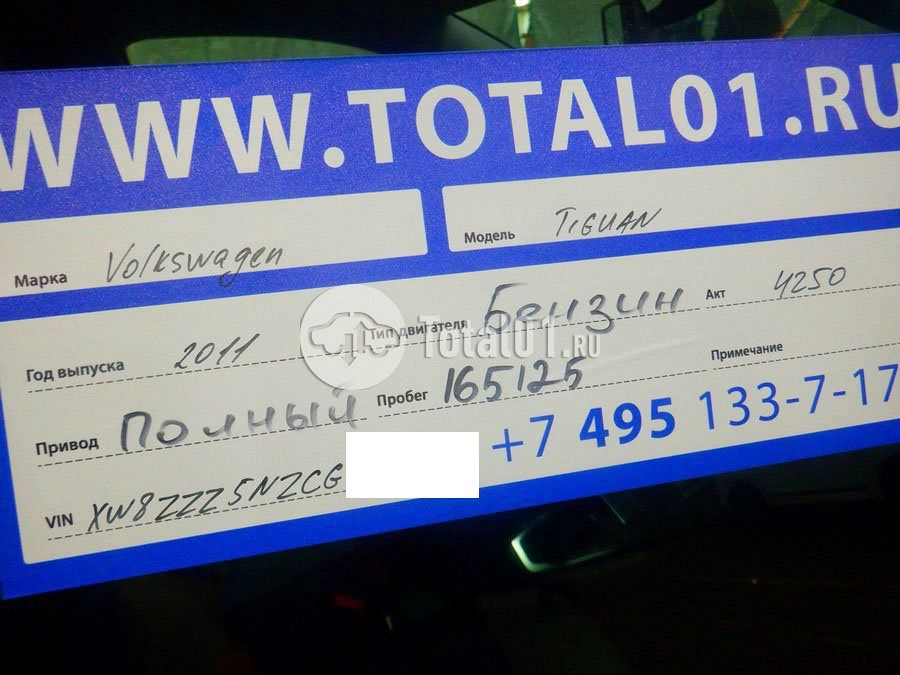 WWW.TOTAL01.RU
Марка Volkswagen Модель TIGUAN
Год выпуска 2011 Тип двигателя Бензин Акт 4250
Total01.RU
Привод Полный Пробег 165125 Примечание
+7 495 133-7-17
VIN XW8ZZZ5NZCG